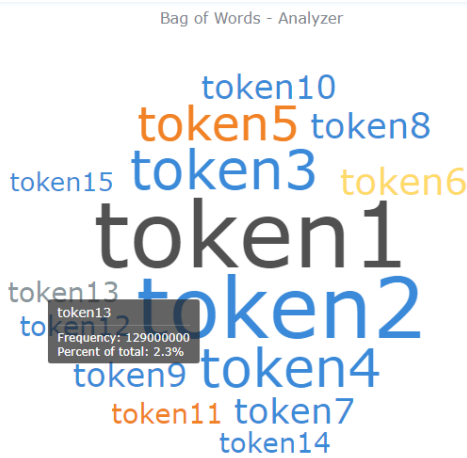 Bag of Words - Analyzer
token10
token5
token8
token3
token6
token15
token1
token13
token2
token12
token13
Frequency: 129000000
Percent of total: 2.3%
token9
token4
token11
token7
token14